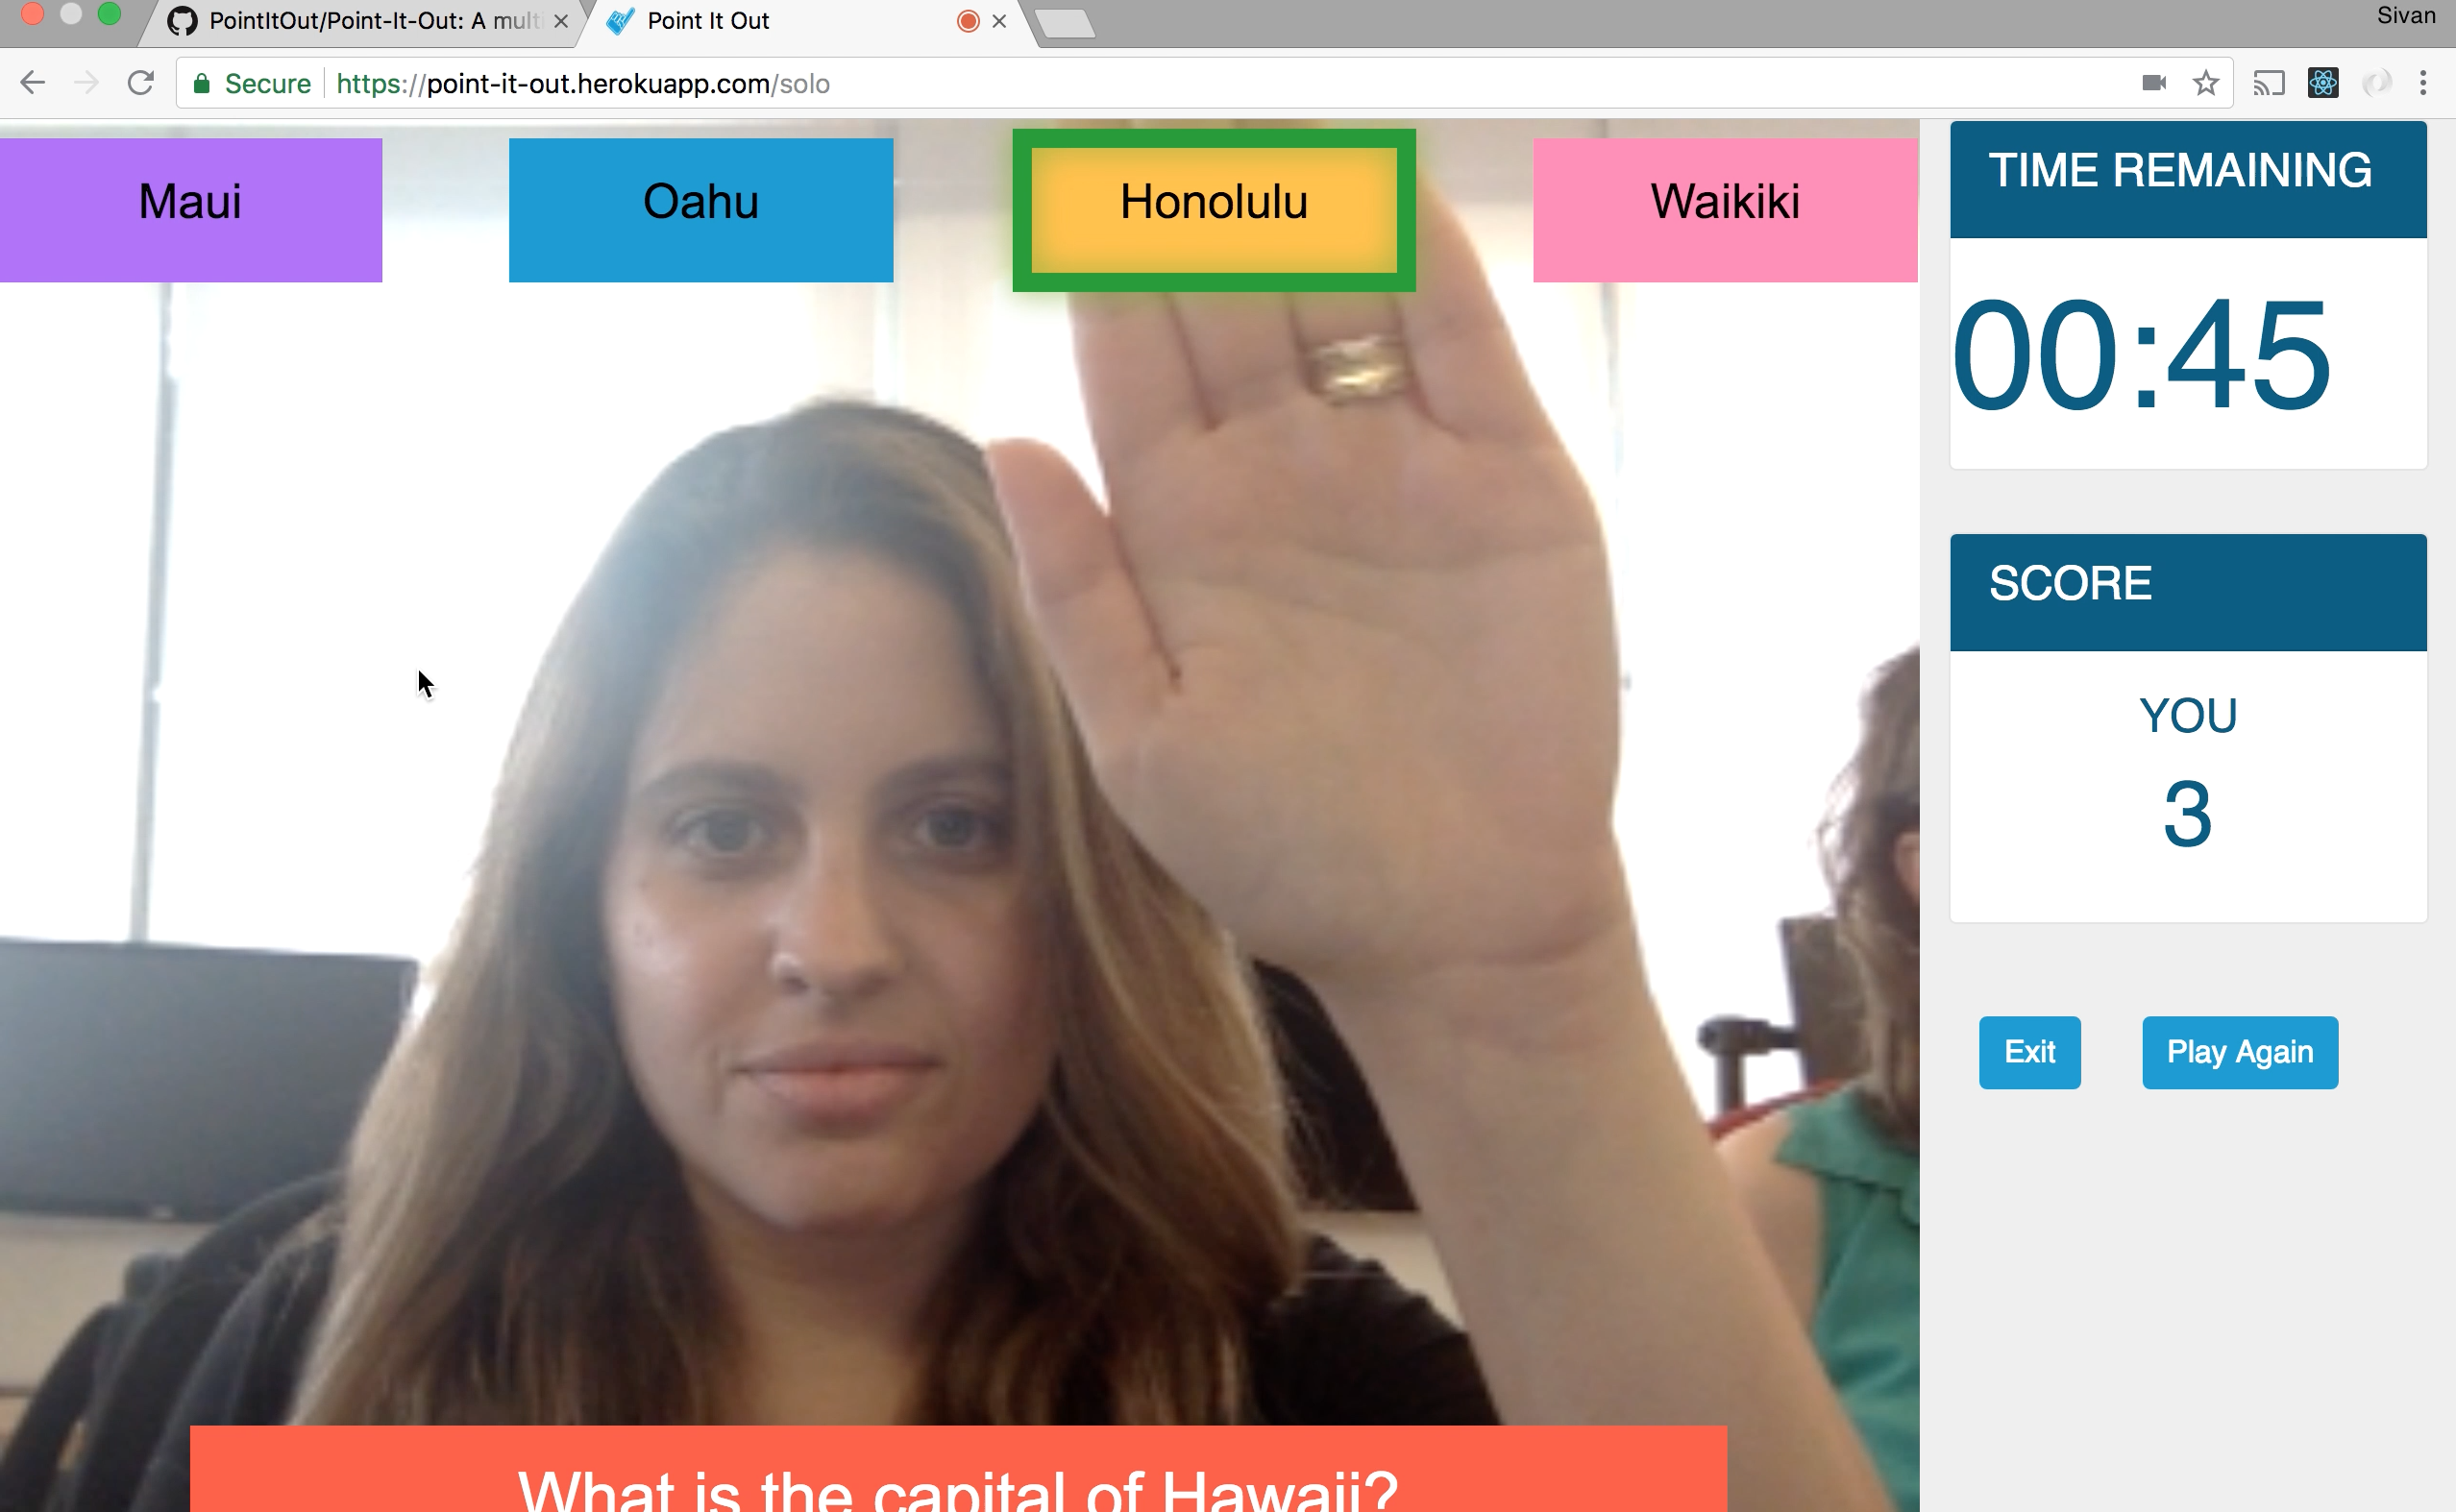 PointItOut/Point-It-Out: A multi
Point It Out
Sivan
Secure
https://point-it-out.herokuapp.com/solo
Maui
Oahu
Honolulu
Waikiki
TIME REMAINING
00:45
SCORE
YOU
3
Exit
Play Again
What is the capital of Hawaii?